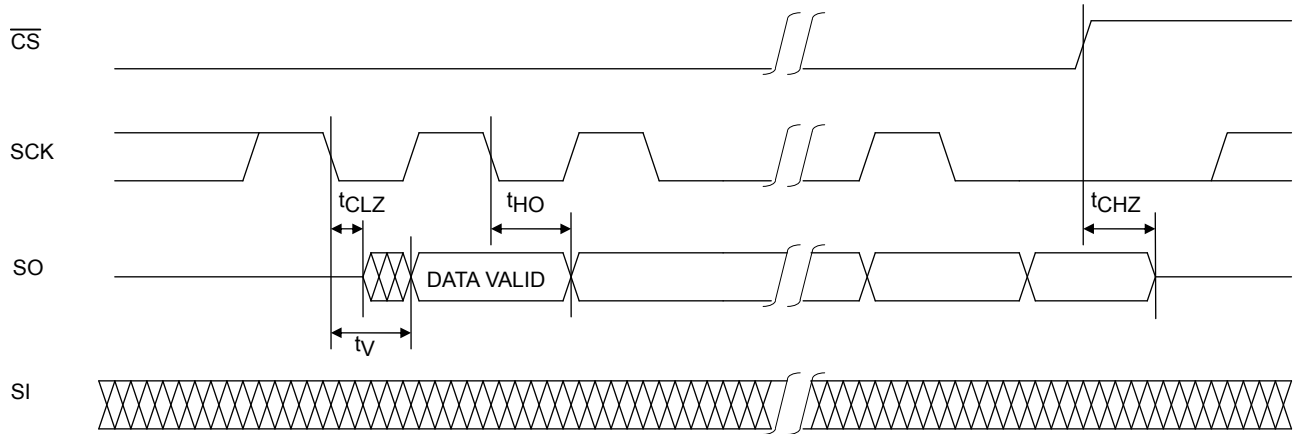 CS
SCK
tCLZ
tHO
tCHZ
SO
DATA VALID
tV
SI